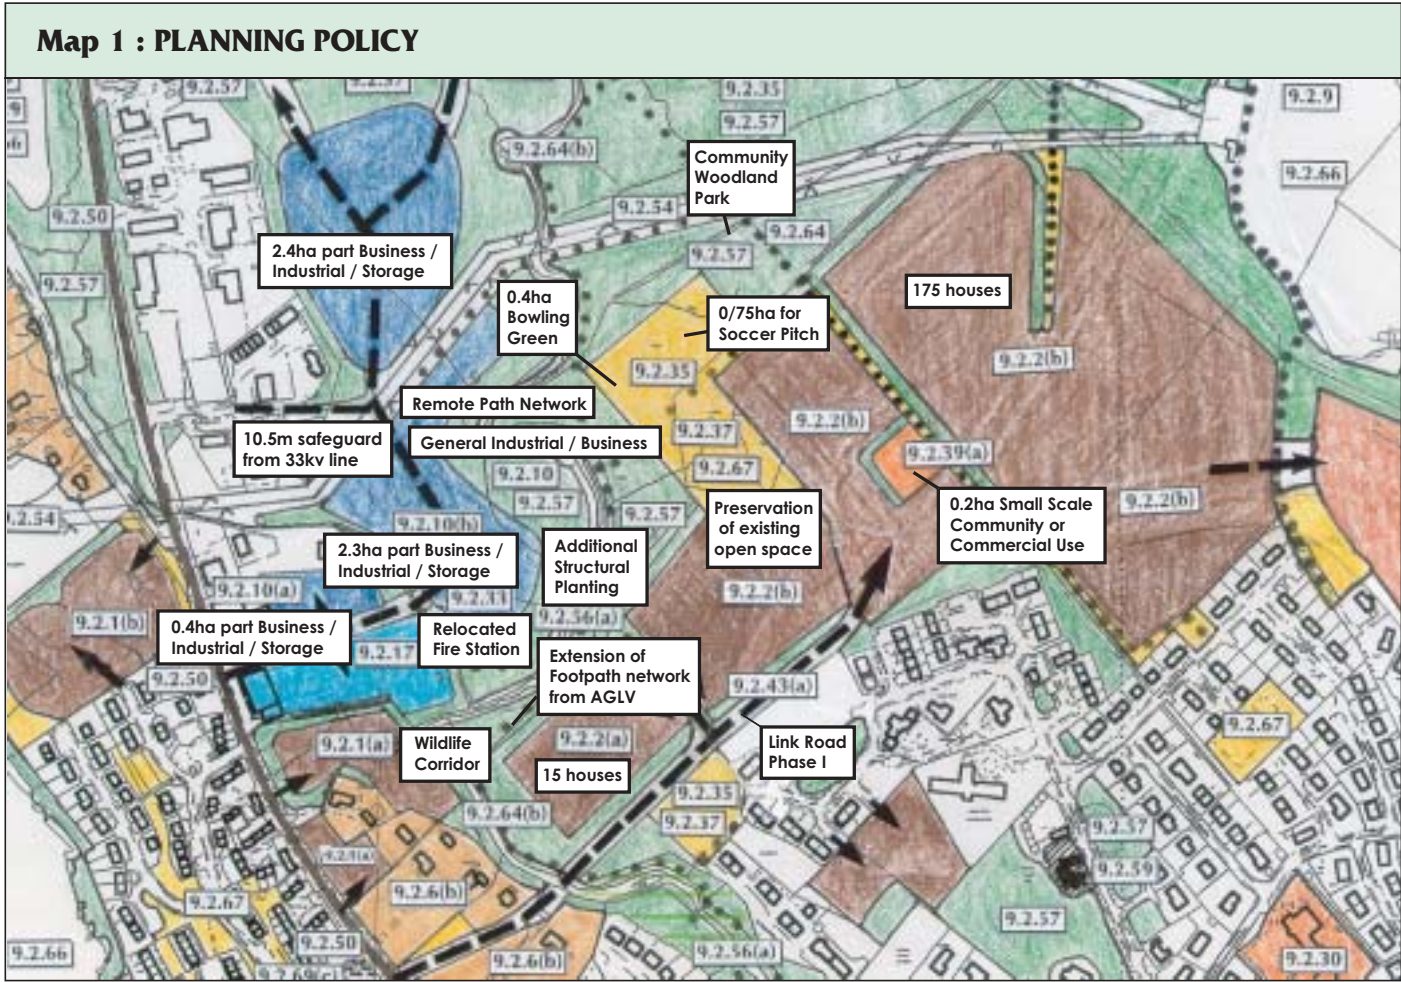 Map 1 : PLANNING POLICY
9.2.57
9.2.57
9.2.35
9.2.57
9.2.9
9.2.64(b)
9.2.66
Community
Woodland
Park
9.2.50
9.2.54
9.2.64
9.2.57
2.4ha part Business /
Industrial / Storage
9.2.57
0.4ha
Bowling
Green
0/75ha for
Soccer Pitch
175 houses
9.2.2(b)
9.2.35
Remote Path Network
9.2.2(b)
9.2.37
10.5m safeguard
from 33kv line
General Industrial / Business
9.2.39(a)
9.2.67
9.2.10
9.2.57
9.2.2(b)
9.2.57
Preservation
of existing
open space
0.2ha Small Scale
Community or
Commercial Use
9.2.54
9.2.10(b)
2.3ha part Business /
Industrial / Storage
Additional
Structural
Planting
9.2.10(a)
9.2.33
9.2.2(b)
9.2.56(a)
9.2.1(b)
0.4ha part Business /
Industrial / Storage
9.2.17
Relocated
Fire Station
Extension of
Footpath network
from AGLV
9.2.50
9.2.43(a)
9.2.67
9.2.1(a)
Wildlife
Corridor
9.2.2(a)
15 houses
Link Road
Phase I
9.2.35
9.2.64(b)
9.2.37
9.2.57
9.2.59
9.2.6(b)
9.2.67
9.2.57
9.2.50
9.2.66
9.2.6(b)
9.2.56(a)
9.2.30